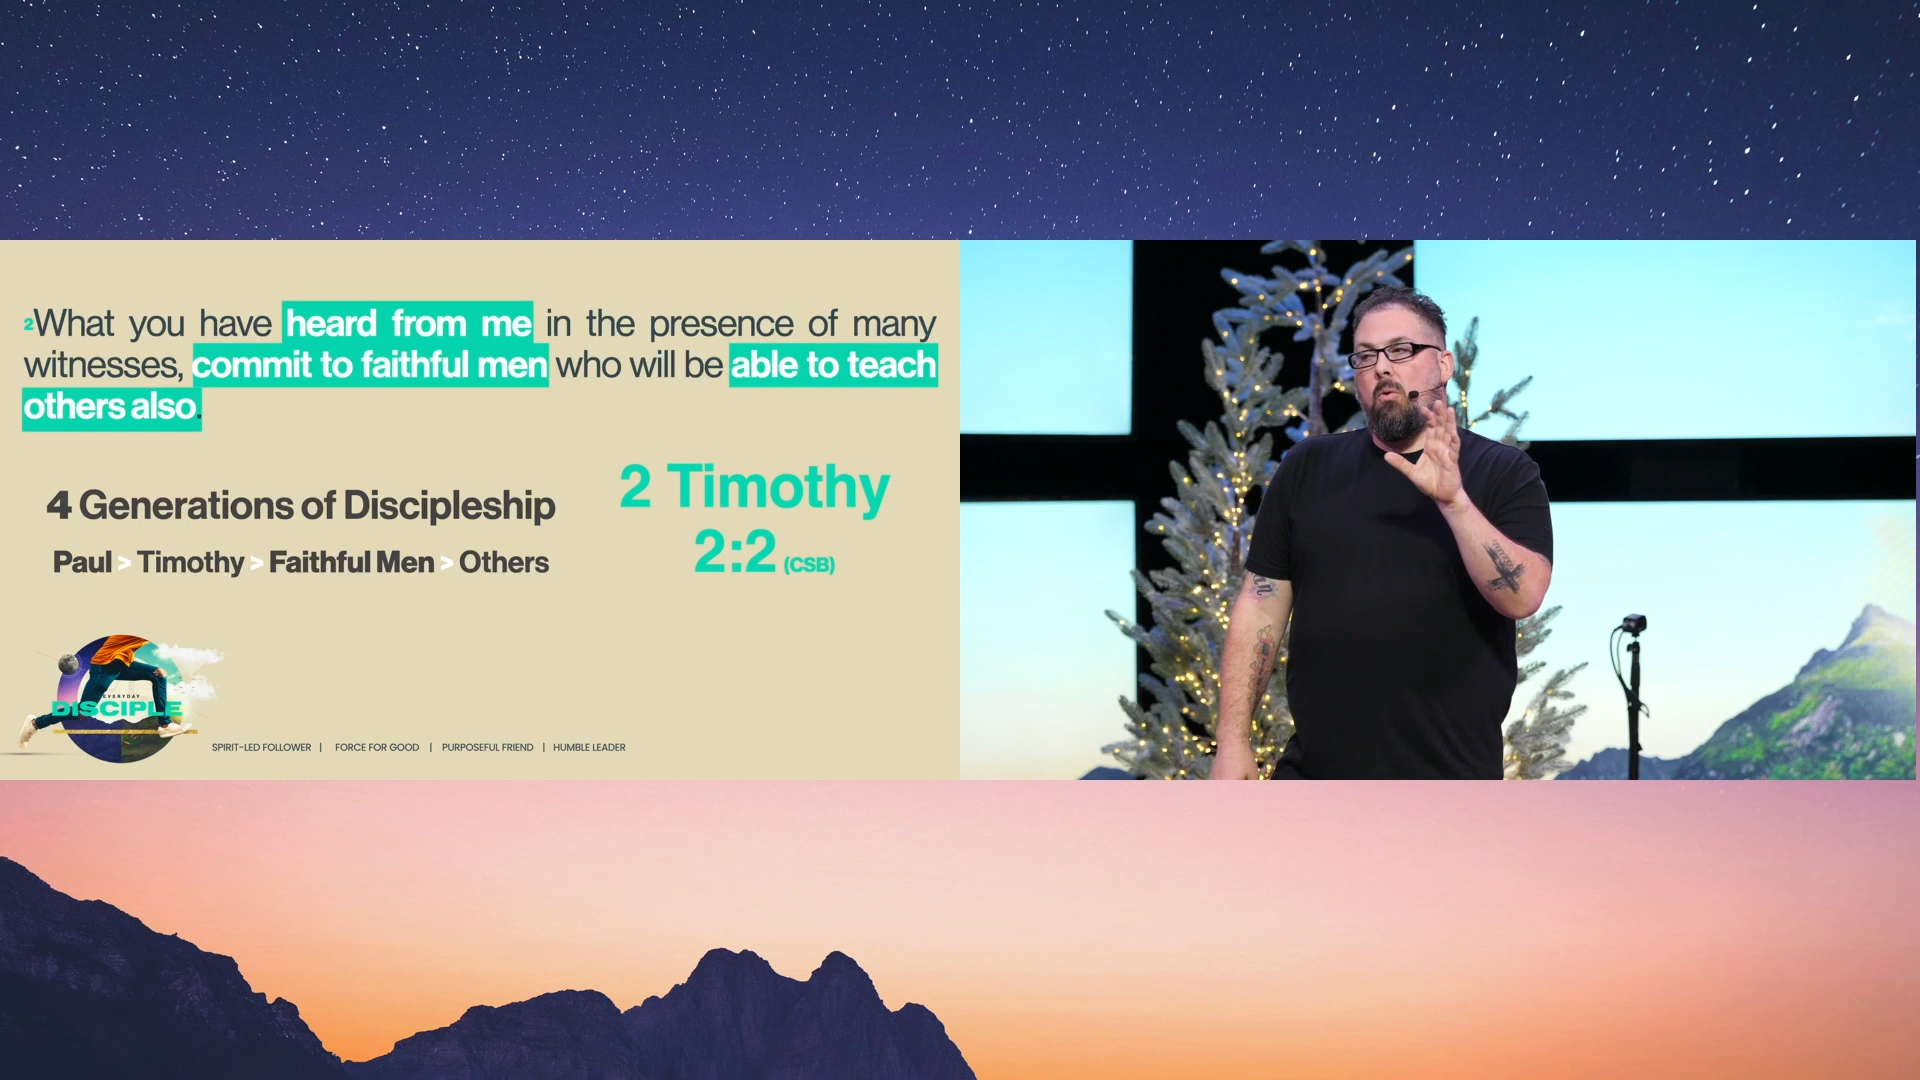 2What you have heard from me in the presence of many
witnesses, commit to faithful men who will be able to teach
others also.
4 Generations of Discipleship
Paul > Timothy > Faithful Men > Others
2 Timothy
2:2 (CSB)
EVERYDAY
DISCIPLE
SPIRIT-LED FOLLOWER | FORCE FOR GOOD | PURPOSEFUL FRIEND | HUMBLE LEADER